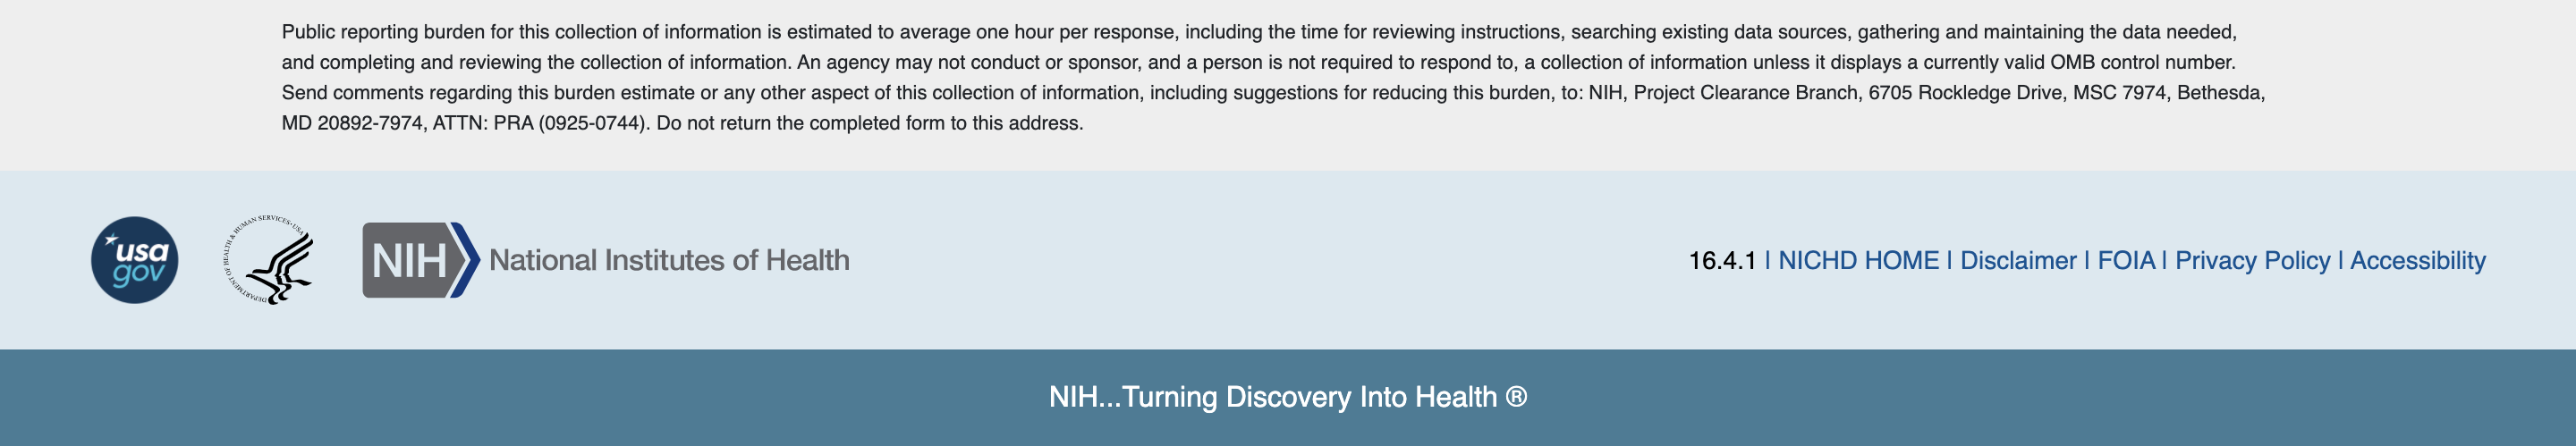 Public reporting burden for this collection of information is estimated to average one hour per response, including the time for reviewing instructions, searching existing data sources, gathering and maintaining the data needed,
and completing and reviewing the collection of information. An agency may not conduct or sponsor, and a person is not required to respond to, a collection of information unless it displays a currently valid OMB control number.
Send comments regarding this burden estimate or any other aspect of this collection of information, including suggestions for reducing this burden, to: NIH, Project Clearance Branch, 6705 Rockledge Drive, MSC 7974, Bethesda,
MD 20892-7974, ATTN: PRA (0925-0744). Do not return the completed form to this address.
usa
gov
DEPARTMENT OF HEALTH & HUMAN SERVICES • USA
NIH National Institutes of Health
16.4.1 | NICHD HOME | Disclaimer | FOIA | Privacy Policy | Accessibility
NIH...Turning Discovery Into Health ®